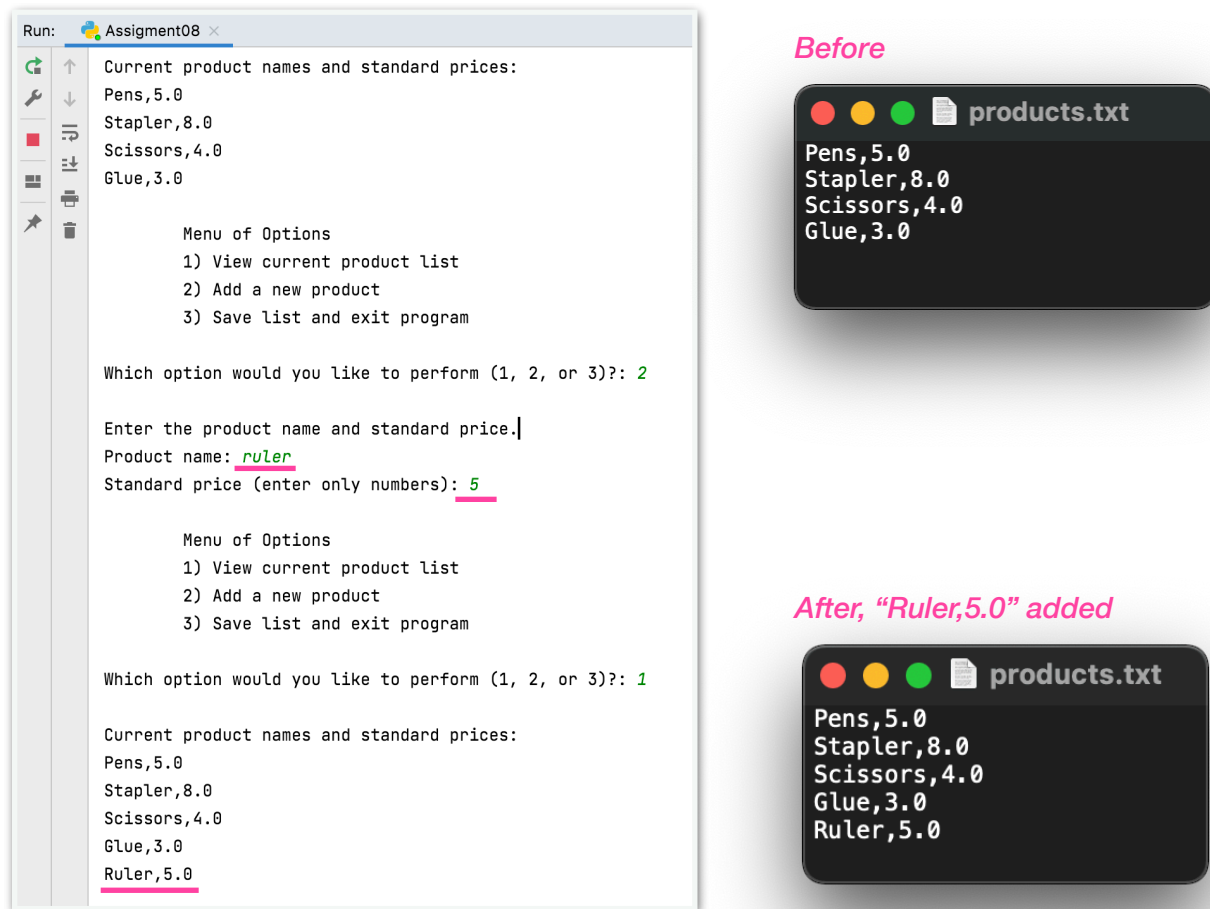 Run:
Assigment08
Current product names and standard prices:
Pens,5.0
Stapler,8.0
Scissors,4.0
Glue,3.0
Menu of Options
1) View current product list
2) Add a new product
3) Save list and exit program
Which option would you like to perform (1, 2, or 3)?: 2
Enter the product name and standard price.
Product name: ruler
Standard price (enter only numbers): 5
Menu of Options
1) View current product list
2) Add a new product
3) Save list and exit program
Which option would you like to perform (1, 2, or 3)?: 1
Current product names and standard prices:
Pens,5.0
Stapler,8.0
Scissors,4.0
Glue,3.0
Ruler,5.0
Before
products.txt
Pens,5.0
Stapler,8.0
Scissors,4.0
Glue,3.0
After, “Ruler,5.0” added
products.txt
Pens,5.0
Stapler,8.0
Scissors,4.0
Glue,3.0
Ruler,5.0